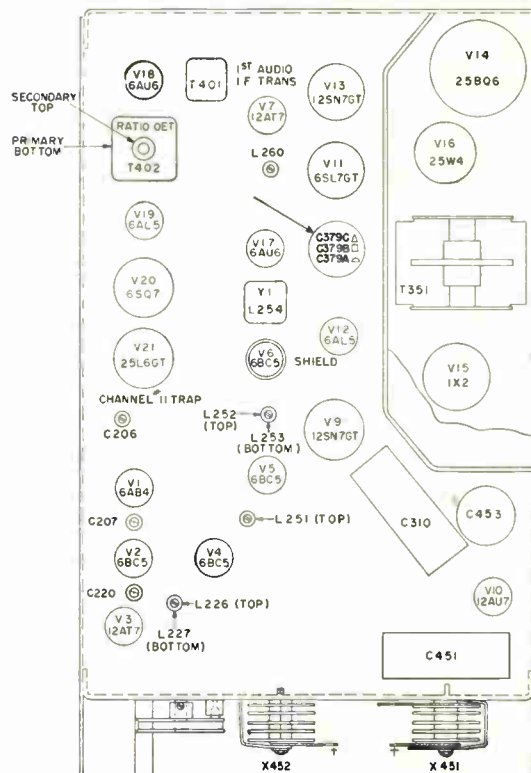 V18
6AU6
T401
1ST AUDIO
I F TRANS
V13
12SN7GT
V14
25BQ6
SECONDARY
TOP
V7
12AT7
PRIMARY
BOTTOM
RATIO DET
T402
L260
V11
6SL7GT
V16
25W4
V19
6AL5
V17
6AU6
C379C △
C379B □
C379A ⌓
V20
6SQ7
Y1
L254
T351
V12
6AL5
V21
25L6GT
V6
6BC5
SHIELD
V15
1X2
CHANNEL 11 TRAP
C206
L252
(TOP)
L253
(BOTTOM)
V9
12SN7GT
V5
6BC5
V1
6AB4
C207
L251 (TOP)
C310
C453
V2
6BC5
V4
6BC5
C220
L226 (TOP)
L227
(BOTTOM)
V3
12AT7
V10
12AU7
C451
X452
X451